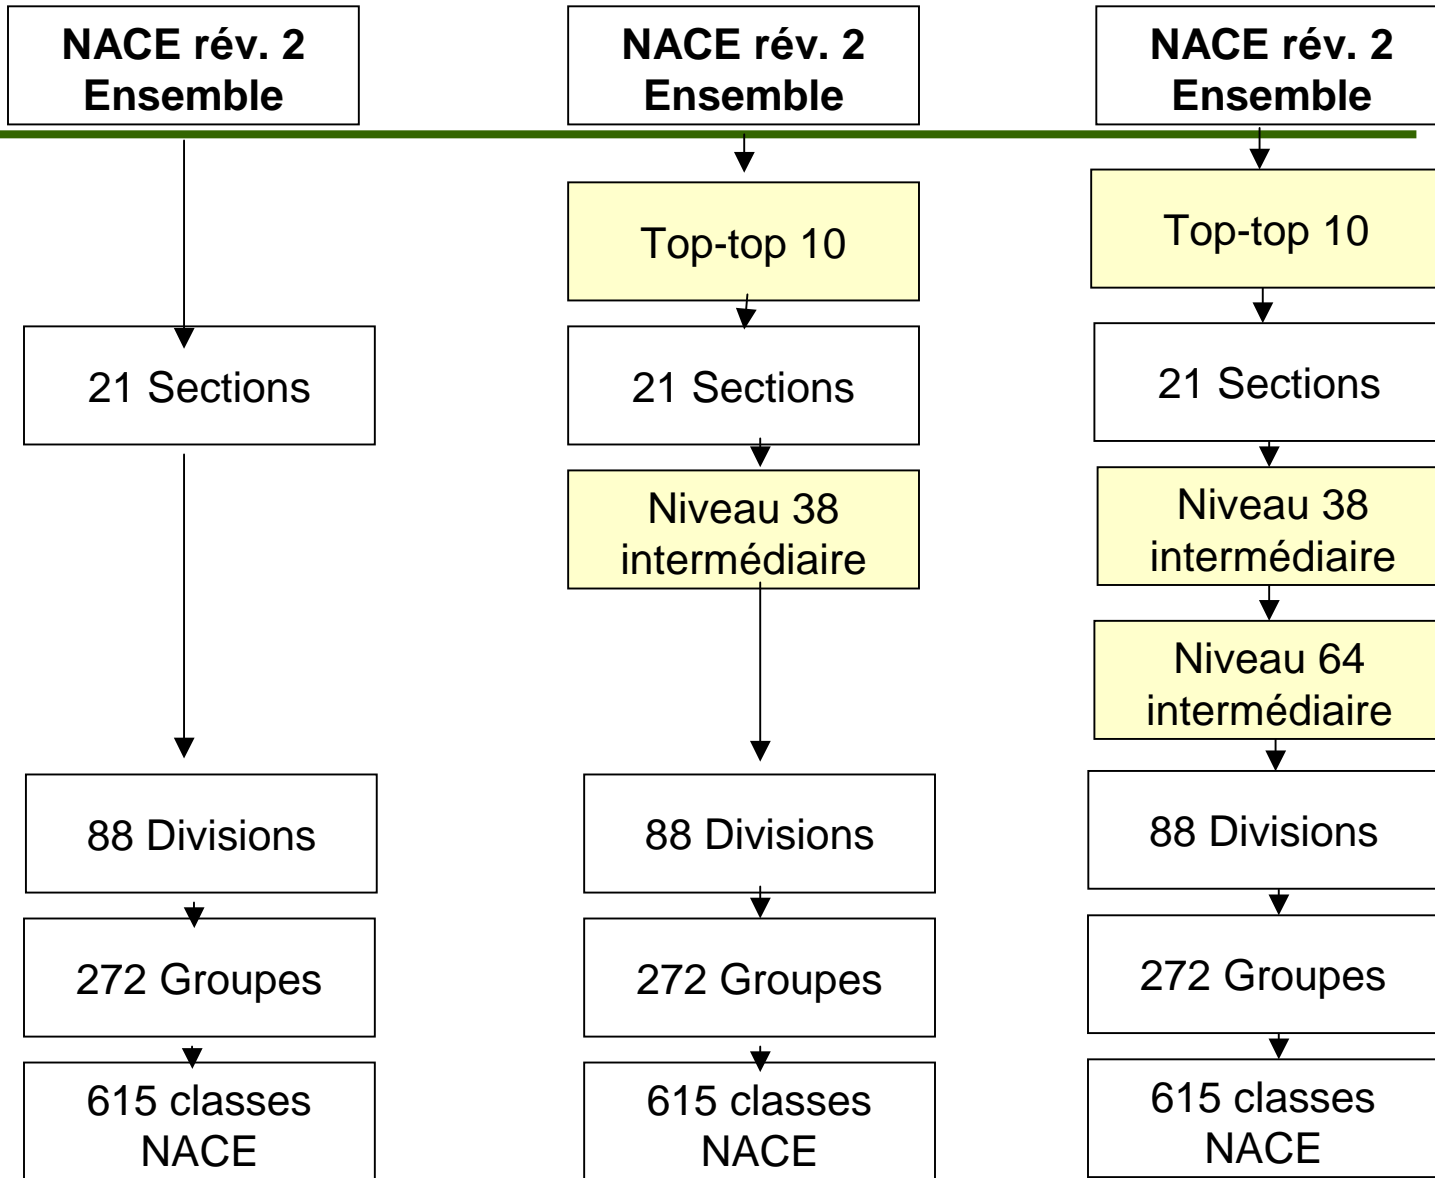 NACE rév. 2
Ensemble
21 Sections
88 Divisions
272 Groupes
615 classes
NACE
NACE rév. 2
Ensemble
Top-top 10
21 Sections
Niveau 38
intermédiaire
88 Divisions
272 Groupes
615 classes
NACE
NACE rév. 2
Ensemble
Top-top 10
21 Sections
Niveau 38
intermédiaire
Niveau 64
intermédiaire
88 Divisions
272 Groupes
615 classes
NACE